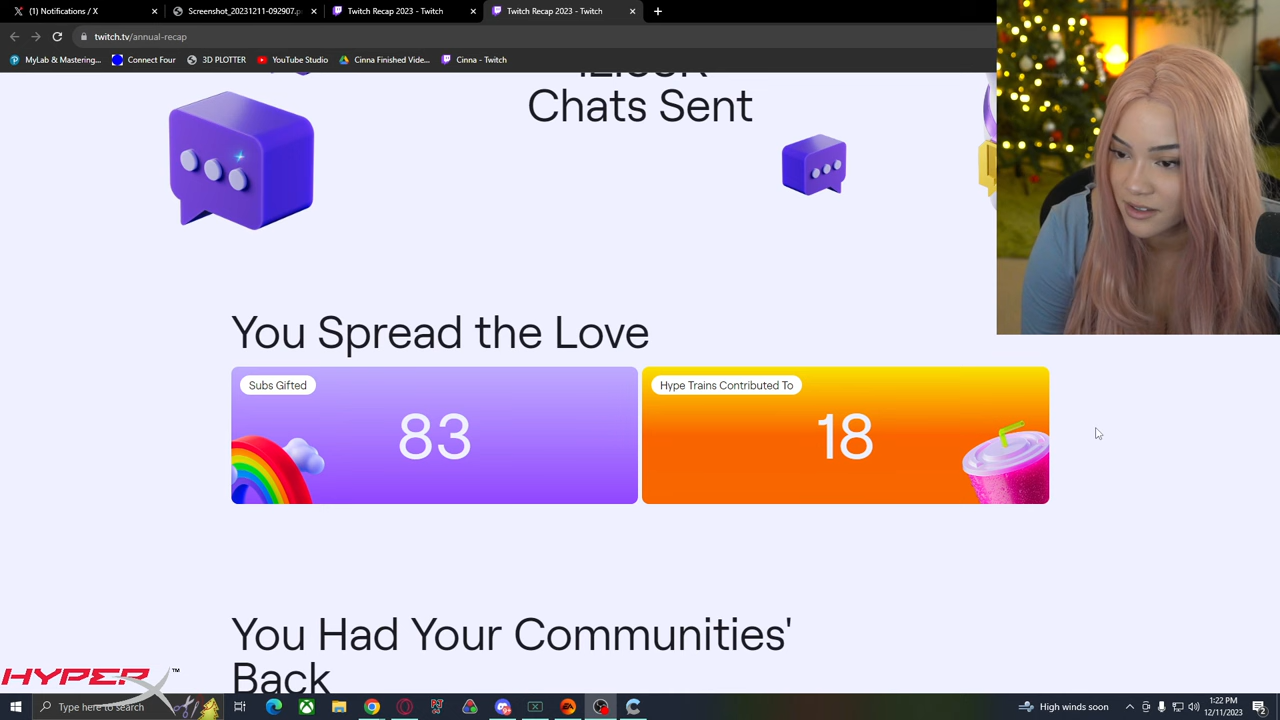 (1) Notifications / X
Screenshot_20231211-092907.p
Twitch Recap 2023 - Twitch
Twitch Recap 2023 - Twitch
twitch.tv/annual-recap
MyLab & Mastering...
Connect Four
3D PLOTTER
YouTube Studio
Cinna Finished Vide...
Cinna - Twitch
Chats Sent
You Spread the Love
Subs Gifted
83
Hype Trains Contributed To
18
You Had Your Communities'
Back
HYPERX™
Type here to search
High winds soon
1:22 PM
12/11/2023
2